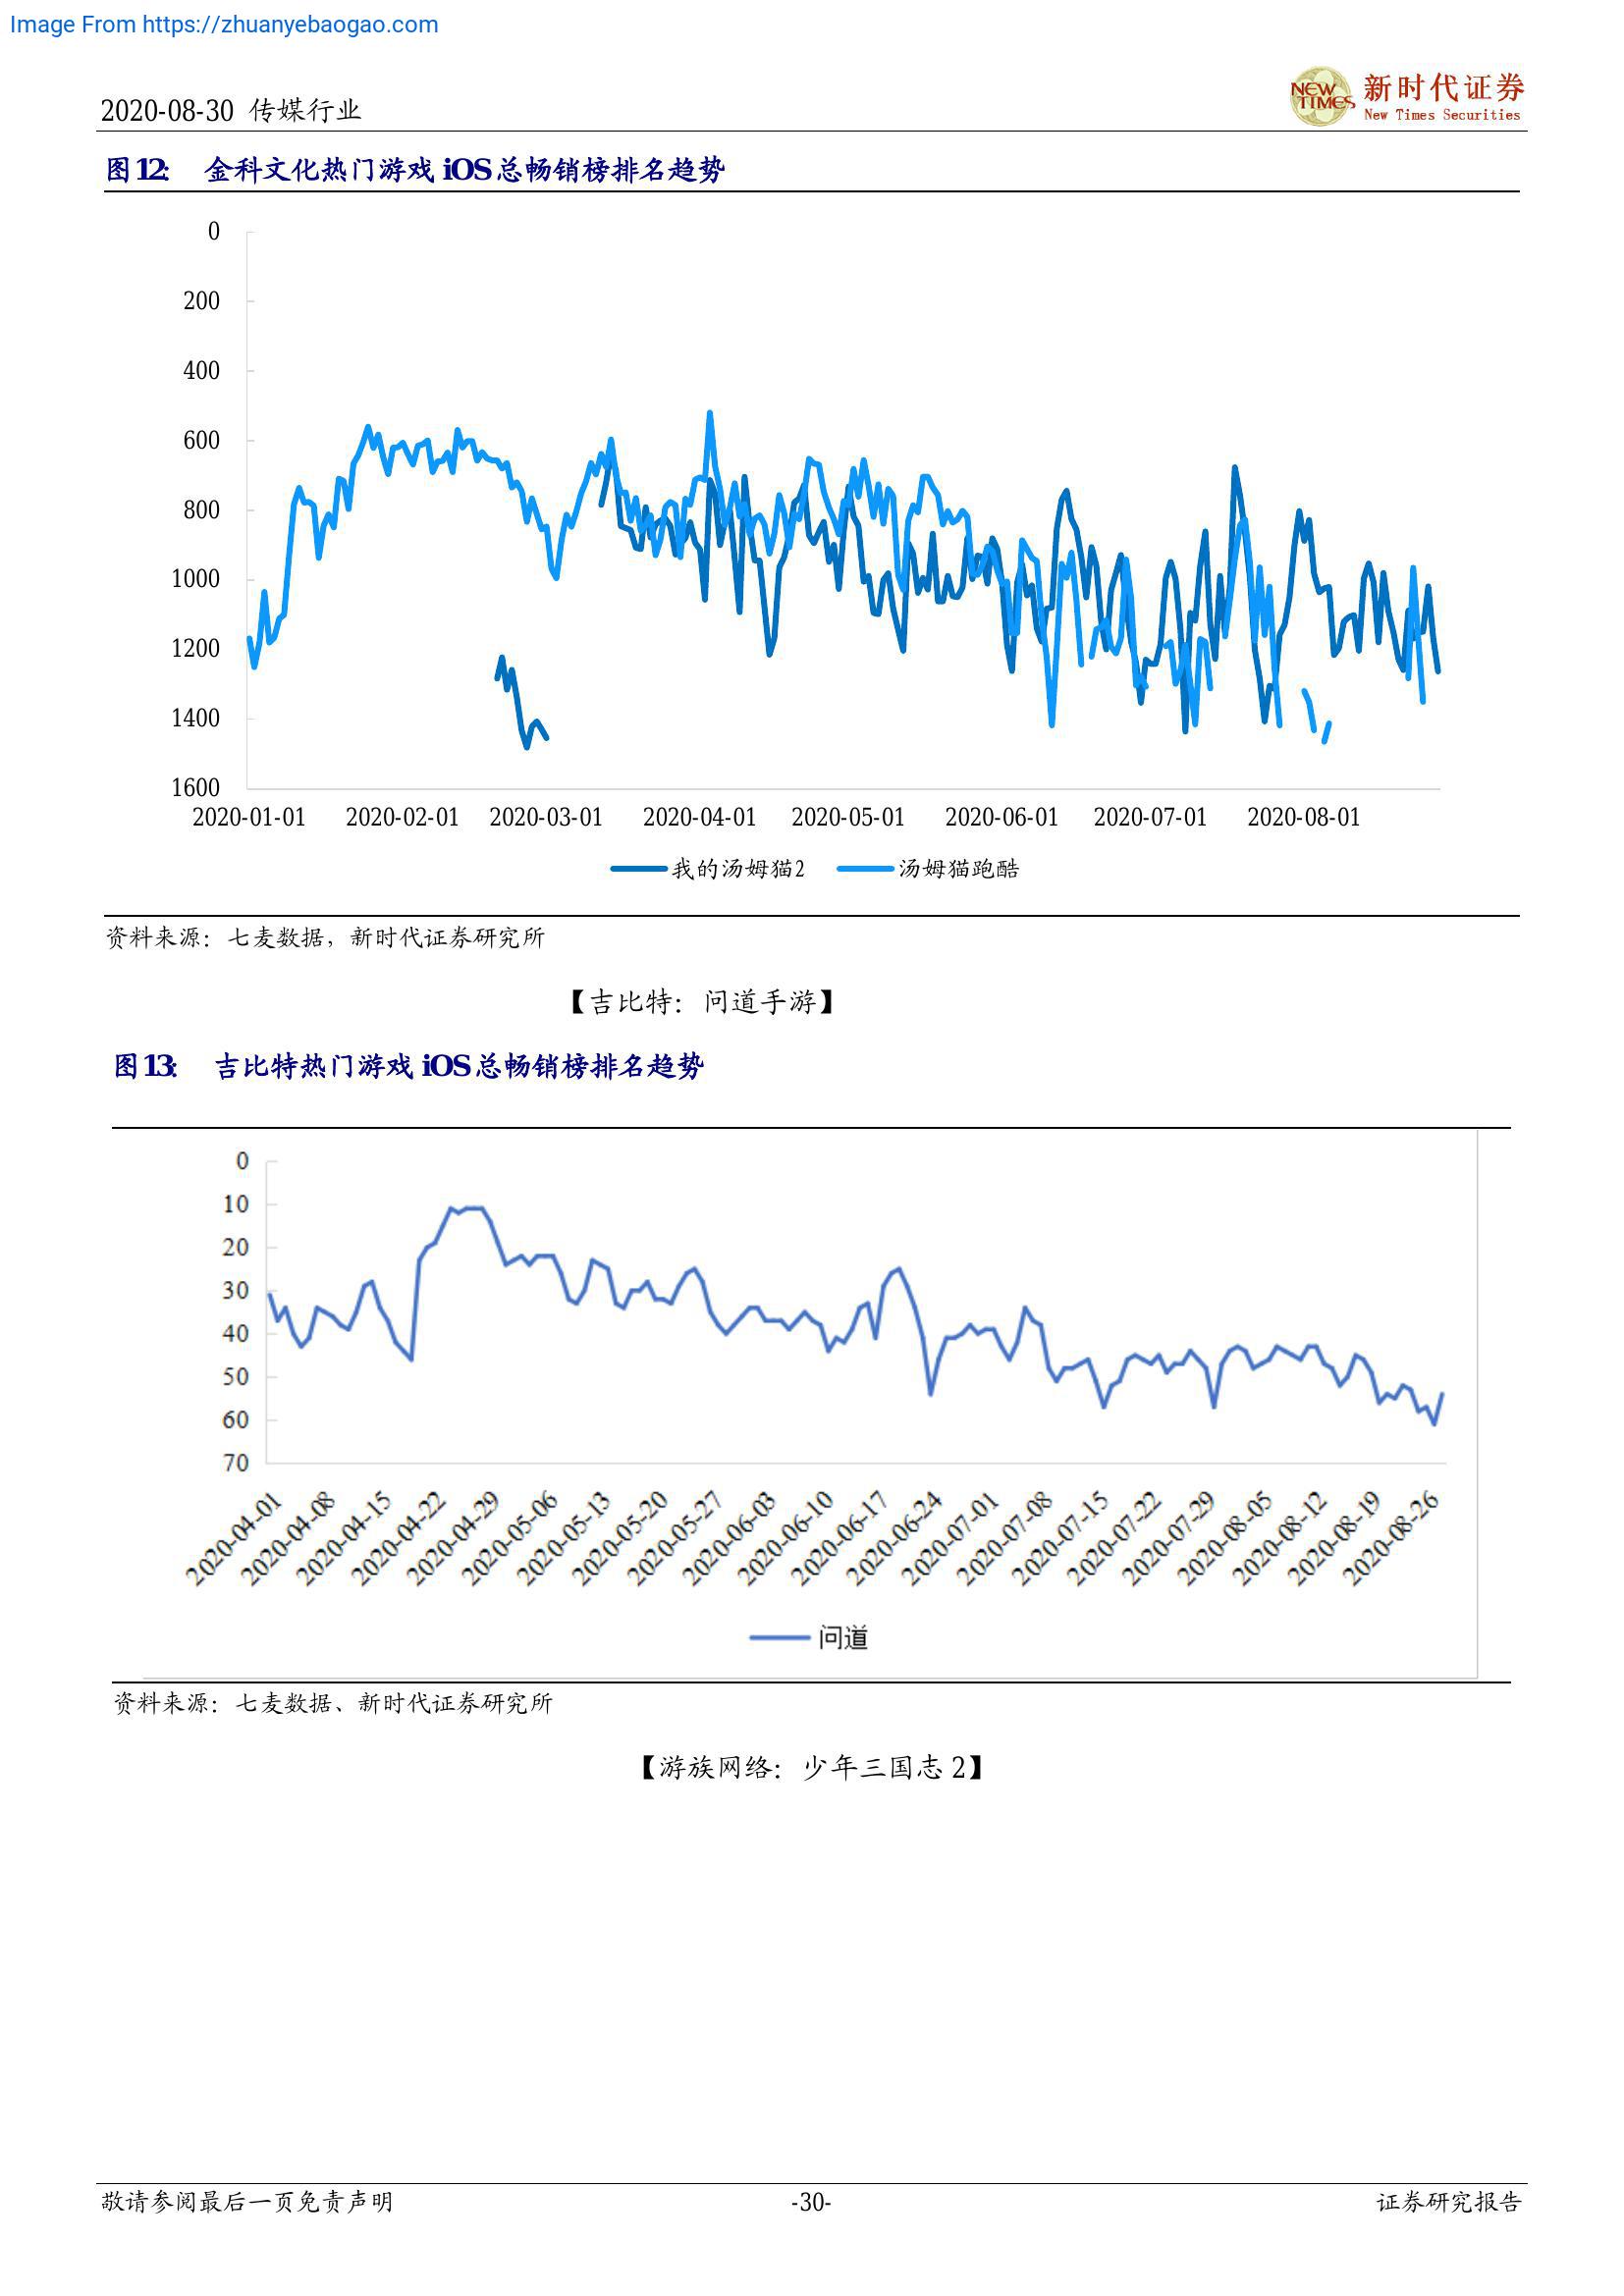 Image From https://zhuanyebaogao.com
2020-08-30 传媒行业
NEW TIMES 新时代证券
New Times Securities
图12: 金科文化热门游戏 iOS 总畅销榜排名趋势
0
200
400
600
800
1000
1200
1400
1600
2020-01-01 2020-02-01 2020-03-01 2020-04-01 2020-05-01 2020-06-01 2020-07-01 2020-08-01
我的汤姆猫2 汤姆猫跑酷
资料来源：七麦数据，新时代证券研究所
【吉比特：问道手游】
图13: 吉比特热门游戏 iOS 总畅销榜排名趋势
0
10
20
30
40
50
60
70
2020-04-01 2020-04-08 2020-04-15 2020-04-22 2020-04-29 2020-05-06 2020-05-13 2020-05-20 2020-05-27 2020-06-03 2020-06-10 2020-06-17 2020-06-24 2020-07-01 2020-07-08 2020-07-15 2020-07-22 2020-07-29 2020-08-05 2020-08-12 2020-08-19 2020-08-26
问道
资料来源：七麦数据、新时代证券研究所
【游族网络：少年三国志 2】
敬请参阅最后一页免责声明 -30- 证券研究报告